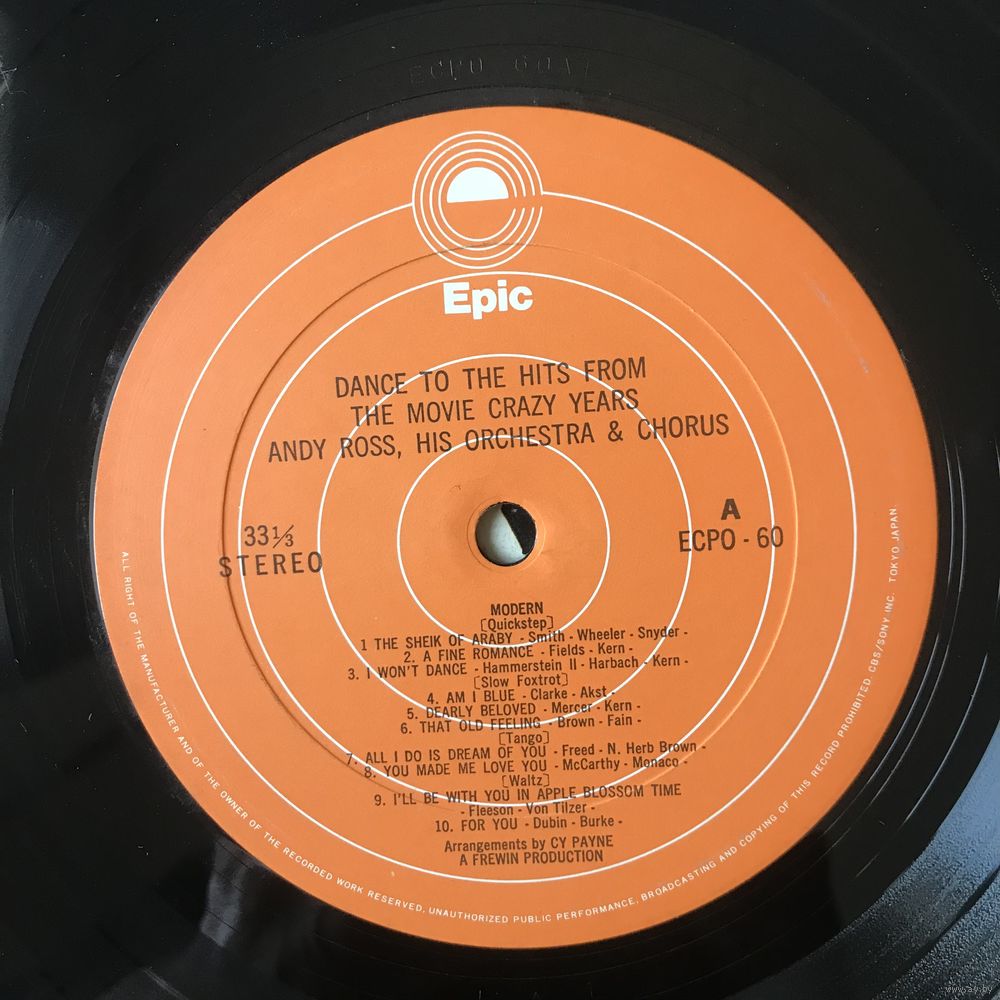 Epic
DANCE TO THE HITS FROM
THE MOVIE CRAZY YEARS
ANDY ROSS, HIS ORCHESTRA & CHORUS
33⅓
STEREO
A
ECPO - 60
MODERN
[Quickstep]
1 THE SHEIK OF ARABY - Smith - Wheeler - Snyder -
2. A FINE ROMANCE - Fields - Kern -
3. I WON'T DANCE - Hammerstein II - Harbach - Kern -
[Slow Foxtrot]
4. AM I BLUE - Clarke - Akst -
5. DEARLY BELOVED - Mercer - Kern -
6. THAT OLD FEELING - Brown - Fain -
[Tango]
7. ALL I DO IS DREAM OF YOU - Freed - N. Herb Brown -
8. YOU MADE ME LOVE YOU - McCarthy - Monaco -
[Waltz]
9. I'LL BE WITH YOU IN APPLE BLOSSOM TIME
- Fleeson - Von Tilzer -
10. FOR YOU - Dubin - Burke -
Arrangements by CY PAYNE
A FREWIN PRODUCTION
ALL RIGHT OF THE MANUFACTURER AND OF THE OWNER OF THE RECORDED WORK RESERVED, UNAUTHORIZED PUBLIC PERFORMANCE, BROADCASTING AND COPYING OF THIS RECORD PROHIBITED. CBS/SONY INC. TOKYO JAPAN